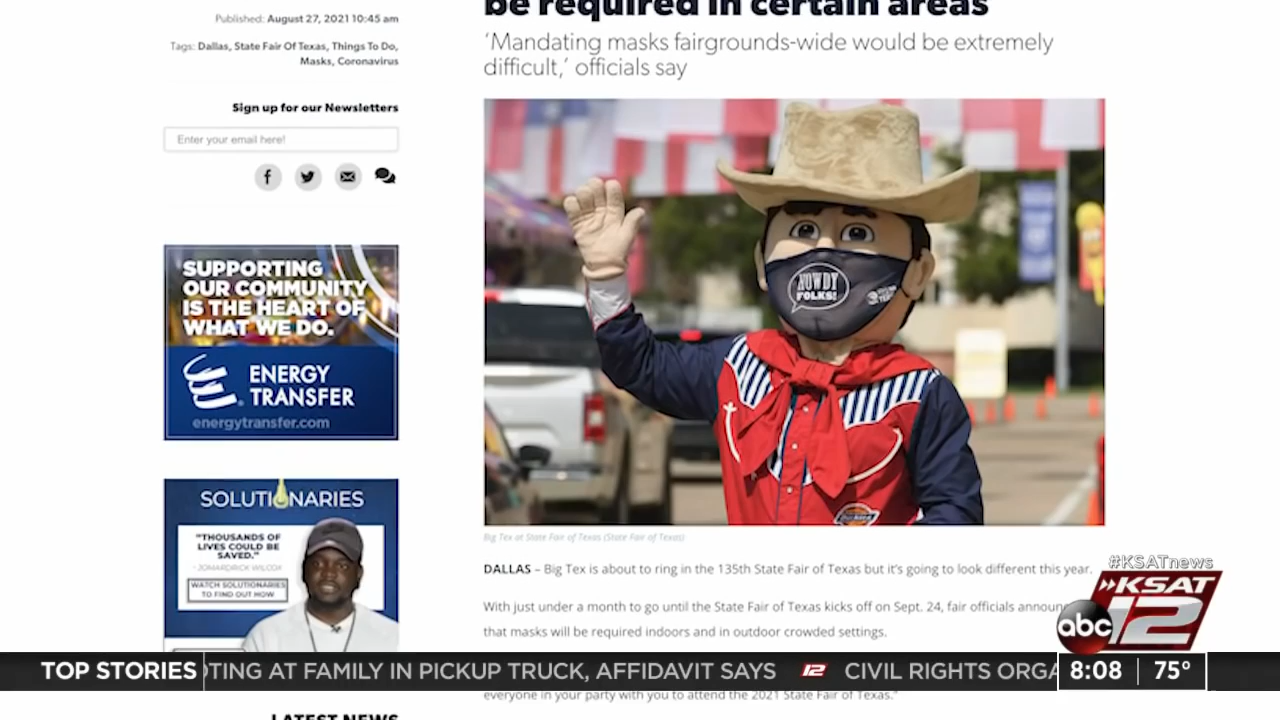 be required in certain areas
'Mandating masks fairgrounds-wide would be extremely
difficult,' officials say
Published: August 27, 2021 10:45 am
Tags: Dallas, State Fair Of Texas, Things To Do,
Masks, Coronavirus
Sign up for our Newsletters
Enter your email here!
SUPPORTING
OUR COMMUNITY
IS THE HEART OF
WHAT WE DO.
ENERGY
TRANSFER
energytransfer.com
SOLUTIONARIES
"THOUSANDS OF
LIVES COULD BE
SAVED."
- JOMARDRICK WILCOX
WATCH SOLUTIONARIES
TO FIND OUT HOW
HOWDY
FOLKS!
Dickies
Big Tex at State Fair of Texas (State Fair of Texas)
DALLAS – Big Tex is about to ring in the 135th State Fair of Texas but it's going to look different this year.
With just under a month to go until the State Fair of Texas kicks off on Sept. 24, fair officials announ
that masks will be required indoors and in outdoor crowded settings.
everyone in your party with you to attend the 2021 State Fair of Texas."
LATEST NEWS
#KSATnews
KSAT
abc 12
TOP STORIES OTING AT FAMILY IN PICKUP TRUCK, AFFIDAVIT SAYS 12 CIVIL RIGHTS ORGA 8:08 75°